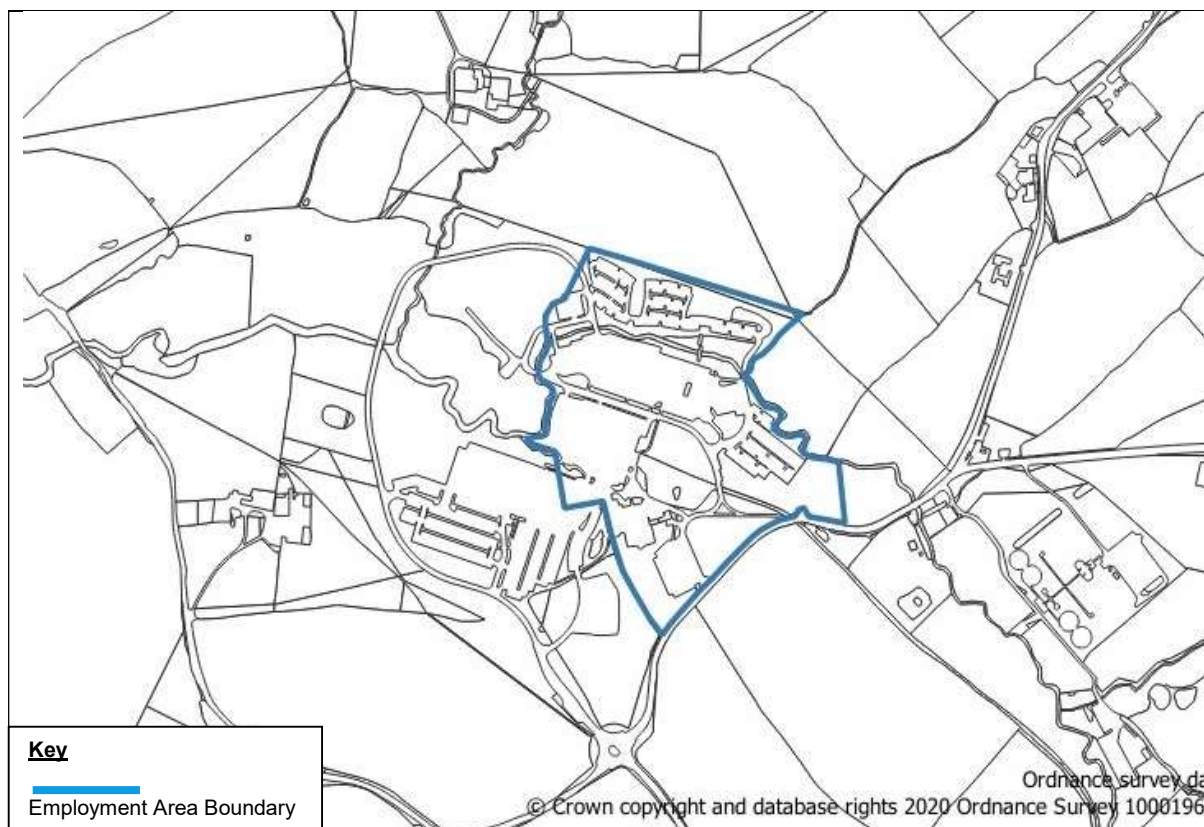 Key
Employment Area Boundary
Ordnance survey
© Crown copyright and database rights 2020 Ordnance Survey 1000196